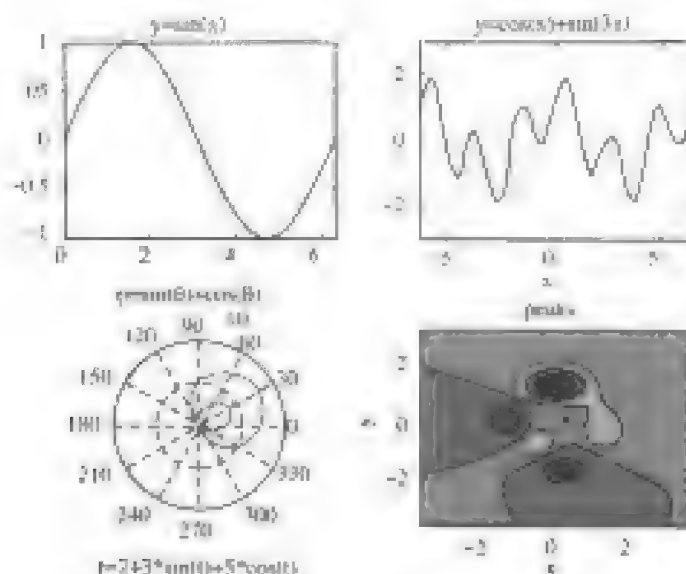 y=sin(x)
1
0.5
0
-0.5
-1
0 2 4 6
y=cos(x)+sin(3x)
2
0
-2
-5 0 5
x
90
120 60
150 30
180 0
210 330
240 300
270
peaks
2
0
-2
-2 0 2
x
r=2+3*sin(t)+5*cos(t)